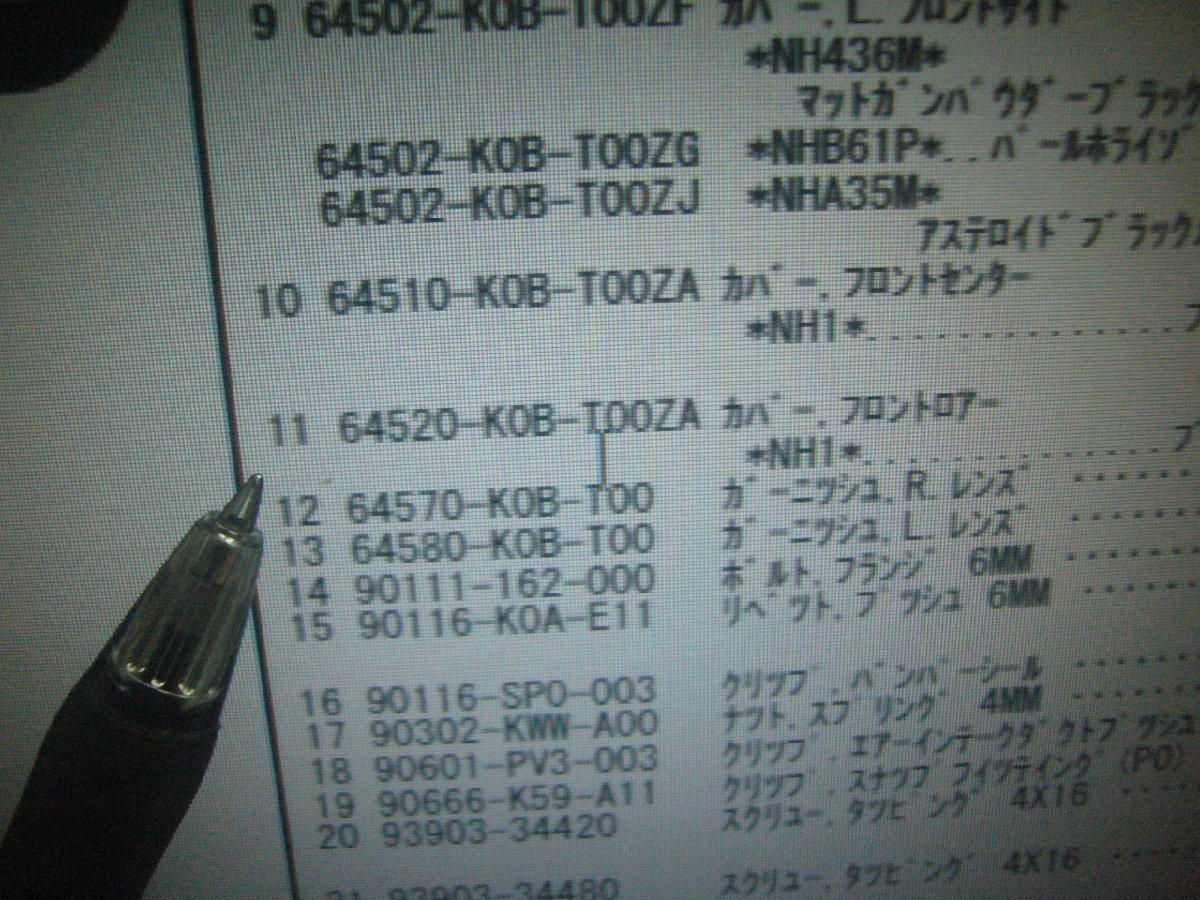 9 64502-K0B-T00ZF カバー,L.フロントサイド
*NH436M*
マットガンパウダーブラック
64502-K0B-T00ZG *NHB61P*..パールホライゾ
64502-K0B-T00ZJ *NHA35M*
アステロイドブラック
10 64510-K0B-T00ZA カバー,フロントセンター
*NH1*...............ブ
11 64520-K0B-T00ZA カバー,フロントロアー
*NH1*...............ブ
12 64570-K0B-T00 ガーニッシュ,R.レンズ ........
13 64580-K0B-T00 ガーニッシュ,L.レンズ ........
14 90111-162-000 ボルト,フランジ 6MM ........
15 90116-K0A-E11 リベット,プッシュ 6MM .......
16 90116-SP0-003 クリップ,バンパーシール .......
17 90302-KWW-A00 ナット,スプリング 4MM ........
18 90601-PV3-003 クリップ,エアーインテークダクトプッシュ
19 90666-K59-A11 クリップ,スナップフィッティング(PO)
20 93903-34420 スクリュー,タッピング 4X16 .....
21 93903-34480 スクリュー,タッピング 4X16 ......